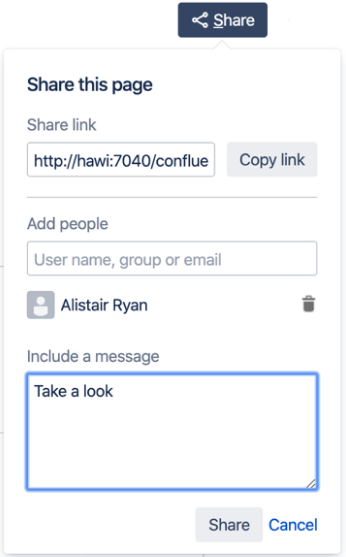 Share
Share this page
Share link
http://hawi:7040/conflue
Copy link
Add people
User name, group or email
Alistair Ryan
Include a message
Take a look
Share
Cancel